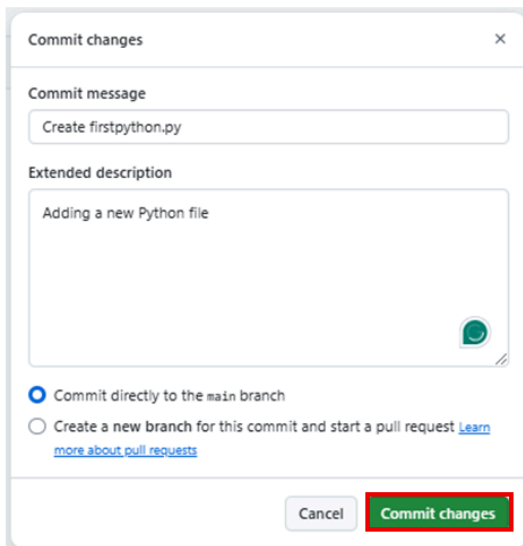 Commit changes
Commit message
Create firstpython.py
Extended description
Adding a new Python file
Commit directly to the main branch
Create a new branch for this commit and start a pull request Learn
more about pull requests
Cancel
Commit changes